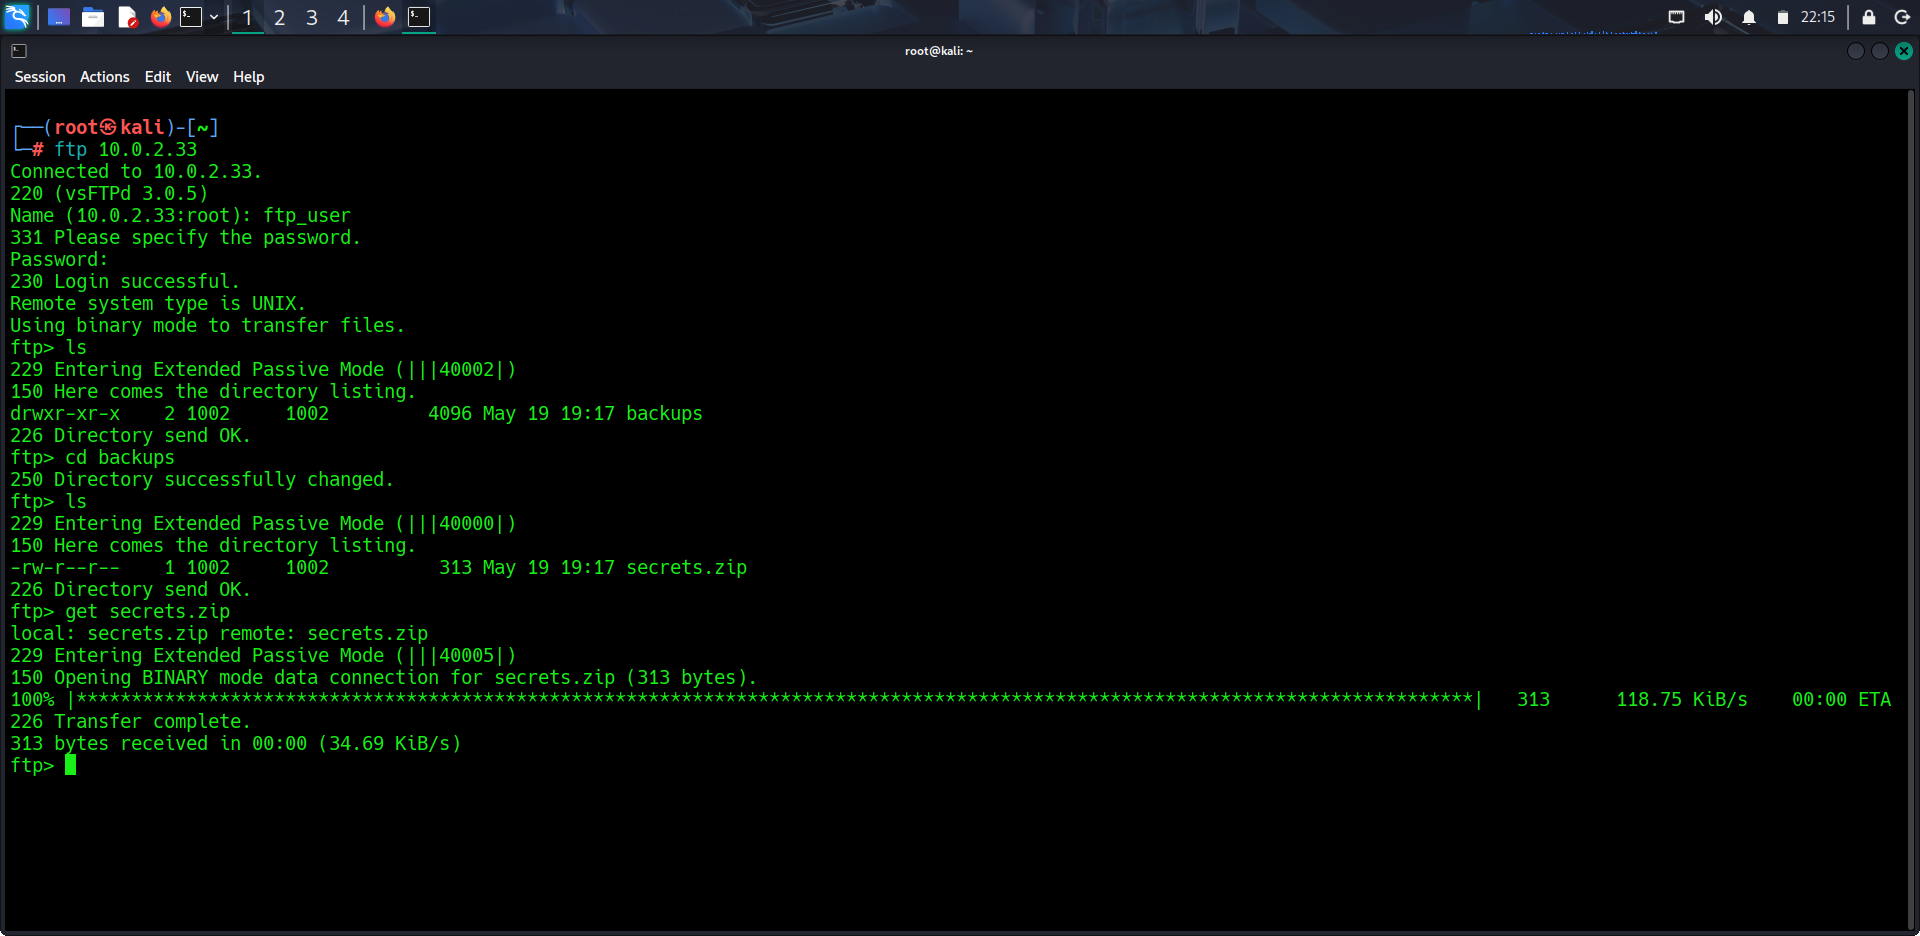 1 2 3 4 22:15
root@kali: ~
Session Actions Edit View Help
┌──(root㉿kali)-[~]
└─# ftp 10.0.2.33
Connected to 10.0.2.33.
220 (vsFTPd 3.0.5)
Name (10.0.2.33:root): ftp_user
331 Please specify the password.
Password:
230 Login successful.
Remote system type is UNIX.
Using binary mode to transfer files.
ftp> ls
229 Entering Extended Passive Mode (|||40002|)
150 Here comes the directory listing.
drwxr-xr-x    2 1002     1002         4096 May 19 19:17 backups
226 Directory send OK.
ftp> cd backups
250 Directory successfully changed.
ftp> ls
229 Entering Extended Passive Mode (|||40000|)
150 Here comes the directory listing.
-rw-r--r--    1 1002     1002          313 May 19 19:17 secrets.zip
226 Directory send OK.
ftp> get secrets.zip
local: secrets.zip remote: secrets.zip
229 Entering Extended Passive Mode (|||40005|)
150 Opening BINARY mode data connection for secrets.zip (313 bytes).
100% |*******************************************************************************************************************************|   313      118.75 KiB/s    00:00 ETA
226 Transfer complete.
313 bytes received in 00:00 (34.69 KiB/s)
ftp>